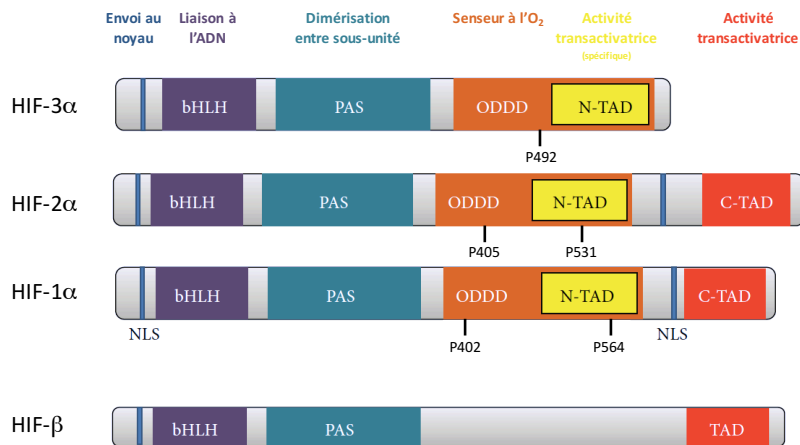 Envoi au
noyau
Liaison à
l'ADN
Dimérisation
entre sous-unité
Senseur à l'O₂
Activité
transactivatrice
(spécifique)
Activité
transactivatrice
HIF-3α
bHLH
PAS
ODDD
N-TAD
P492
HIF-2α
bHLH
PAS
ODDD
N-TAD
C-TAD
P405
P531
HIF-1α
bHLH
PAS
ODDD
N-TAD
C-TAD
NLS
P402
P564
NLS
HIF-β
bHLH
PAS
TAD